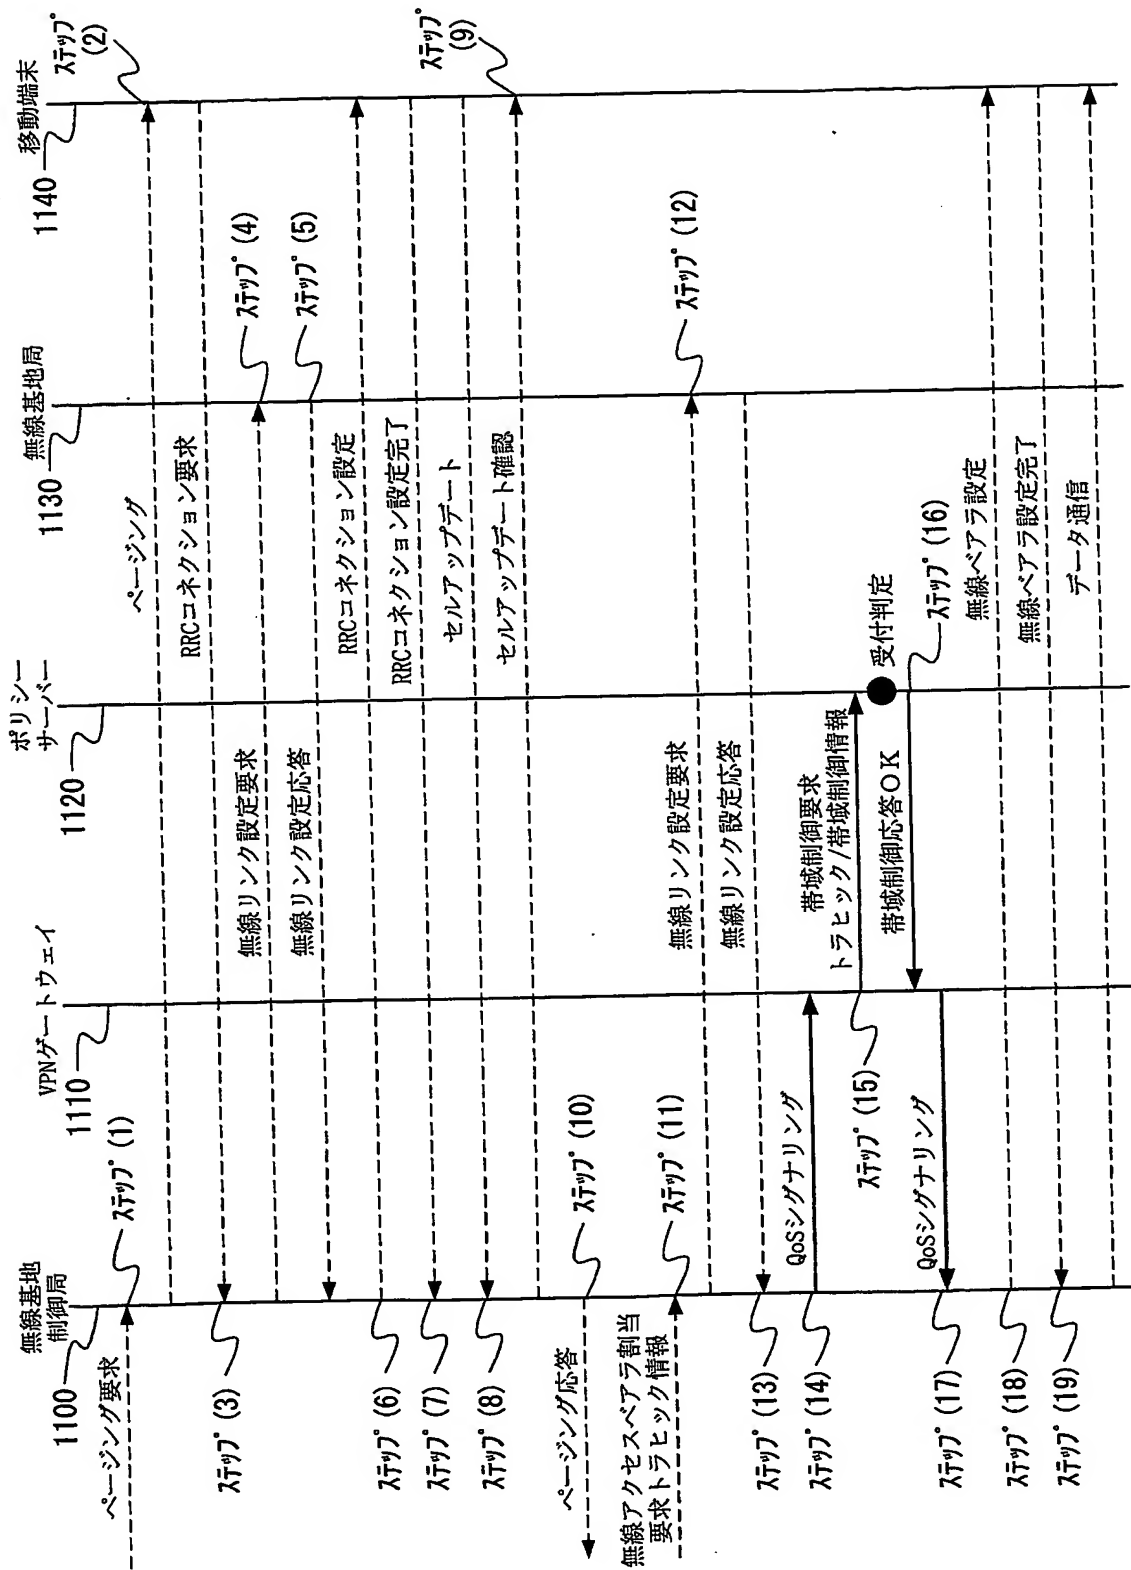 無線基地
制御局
1100
VPNゲートウェイ
1110
ポリシー
サーバー
1120
無線基地局
1130
移動端末
1140
ページング要求
ステップ(1)
ステップ
(2)
ページング
RRCコネクション要求
ステップ(3)
無線リンク設定要求
ステップ(4)
無線リンク設定応答
ステップ(5)
RRCコネクション設定
ステップ(6)
RRCコネクション設定完了
ステップ(7)
セルアップデート
ステップ(8)
セルアップデート確認
ステップ
(9)
ページング応答
ステップ(10)
無線アクセスベアラ割当
要求トラヒック情報
ステップ(11)
無線リンク設定要求
ステップ(12)
無線リンク設定応答
ステップ(13)
QoSシグナリング
ステップ(14)
帯域制御要求
トラヒック/帯域制御情報
ステップ(15)
受付判定
帯域制御応答OK
ステップ(16)
QoSシグナリング
ステップ(17)
無線ベアラ設定
ステップ(18)
無線ベアラ設定完了
ステップ(19)
データ通信